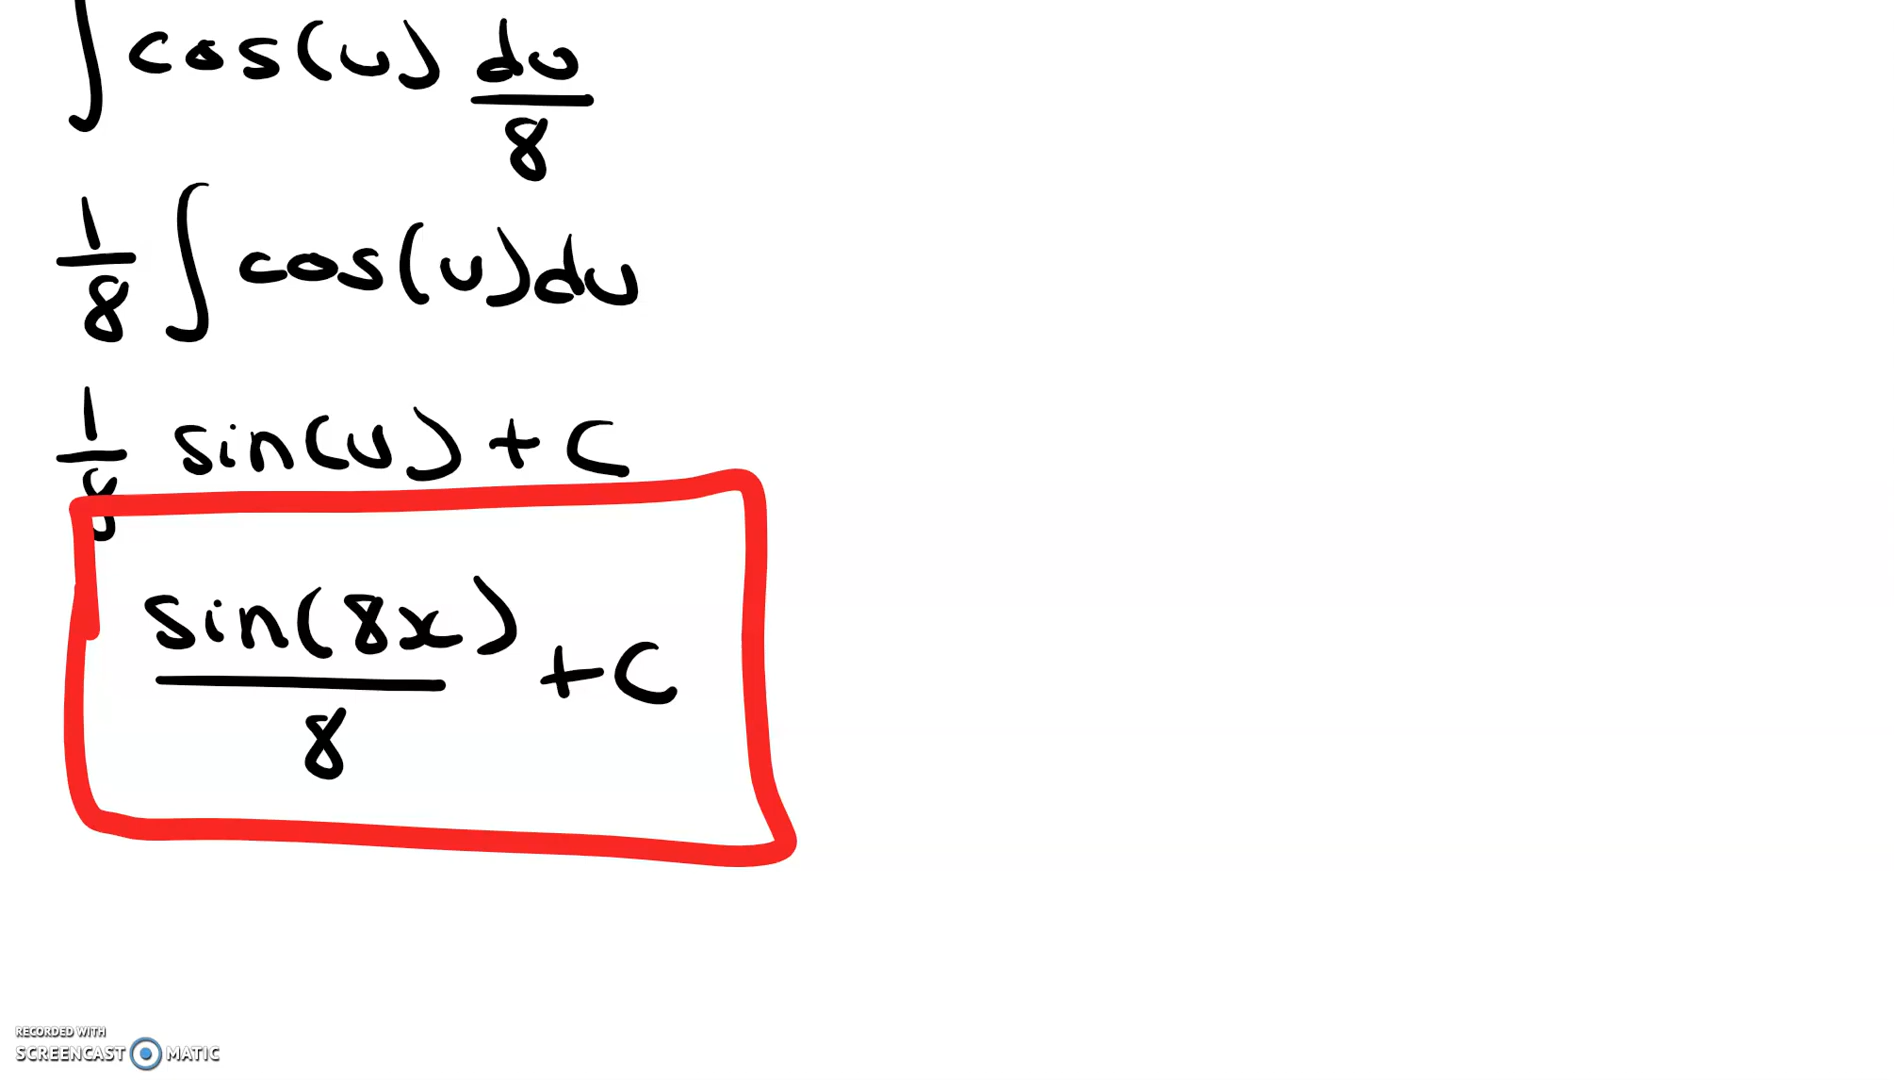 ∫ cos(u) du/8
1/8 ∫ cos(u) du
1/8 sin(u) + C
sin(8x)/8 + C
RECORDED WITH
SCREENCAST MATIC